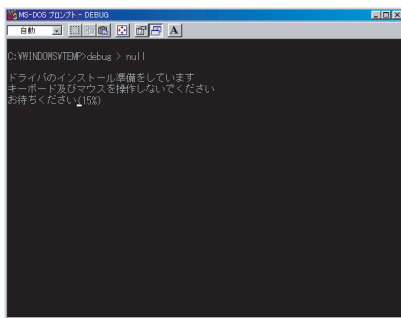 MS-DOS プロンプト - DEBUG
自動
A
C:¥WINDOWS¥TEMP>debug > null
ドライバのインストール準備をしています
キーボード及びマウスを操作しないでください
お待ちください(15%)